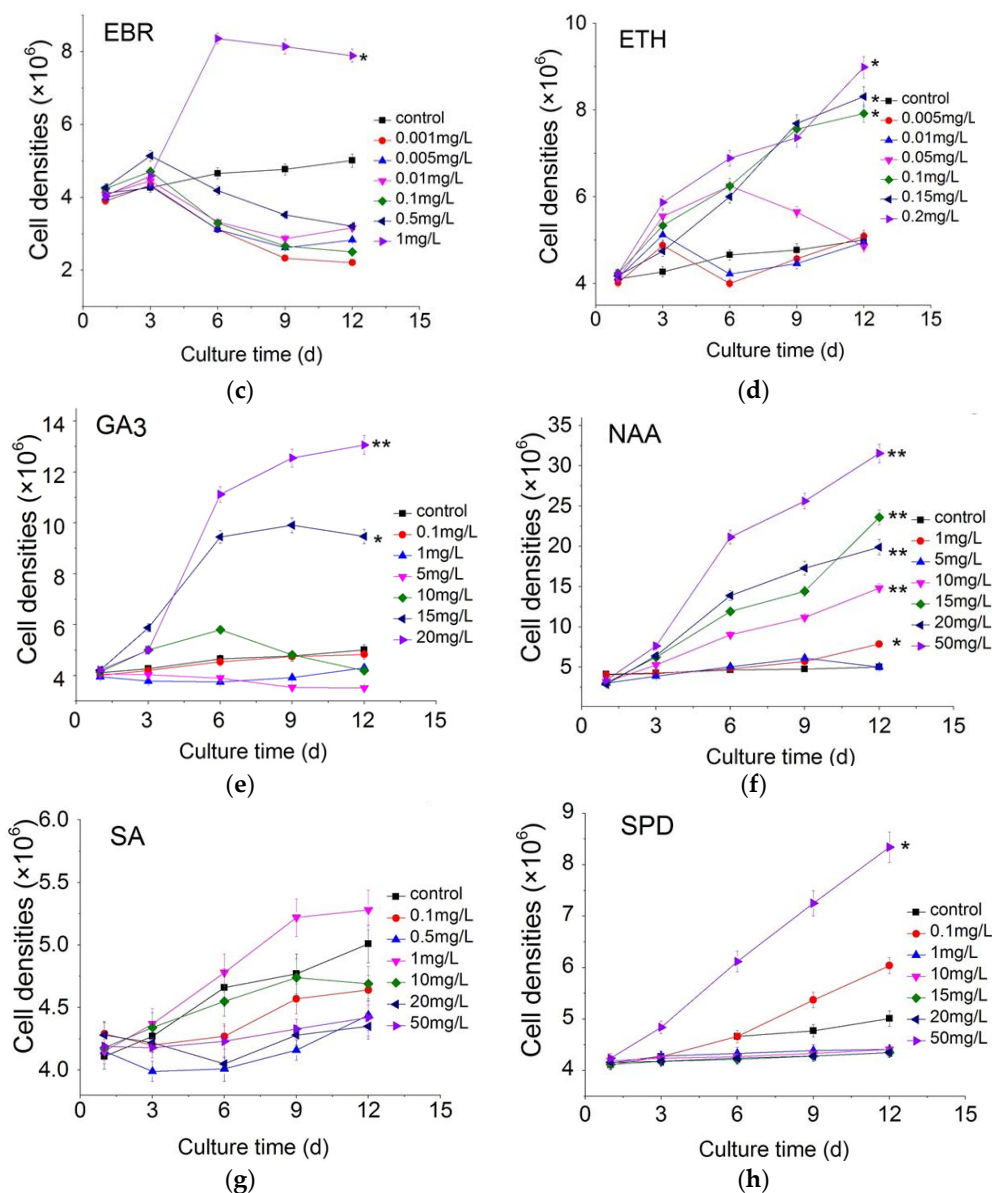 EBR
Cell densities (×10⁶)
8
6
4
2
0
3
6
9
12
15
Culture time (d)
*
control
0.001mg/L
0.005mg/L
0.01mg/L
0.1mg/L
0.5mg/L
1mg/L
(c)
ETH
Cell densities (×10⁶)
10
8
6
4
0
3
6
9
12
15
Culture time (d)
*
*
*
control
0.005mg/L
0.01mg/L
0.05mg/L
0.1mg/L
0.15mg/L
0.2mg/L
(d)
GA3
Cell densities (×10⁶)
14
12
10
8
6
4
0
3
6
9
12
15
Culture time (d)
**
*
control
0.1mg/L
1mg/L
5mg/L
10mg/L
15mg/L
20mg/L
(e)
NAA
Cell densities (×10⁶)
35
30
25
20
15
10
5
0
3
6
9
12
15
Culture time (d)
**
**
**
**
*
control
1mg/L
5mg/L
10mg/L
15mg/L
20mg/L
50mg/L
(f)
SA
Cell densities (×10⁶)
6.0
5.5
5.0
4.5
4.0
0
3
6
9
12
15
Culture time (d)
control
0.1mg/L
0.5mg/L
1mg/L
10mg/L
20mg/L
50mg/L
(g)
SPD
Cell densities (×10⁶)
9
8
7
6
5
4
0
3
6
9
12
15
Culture time (d)
*
control
0.1mg/L
1mg/L
10mg/L
15mg/L
20mg/L
50mg/L
(h)